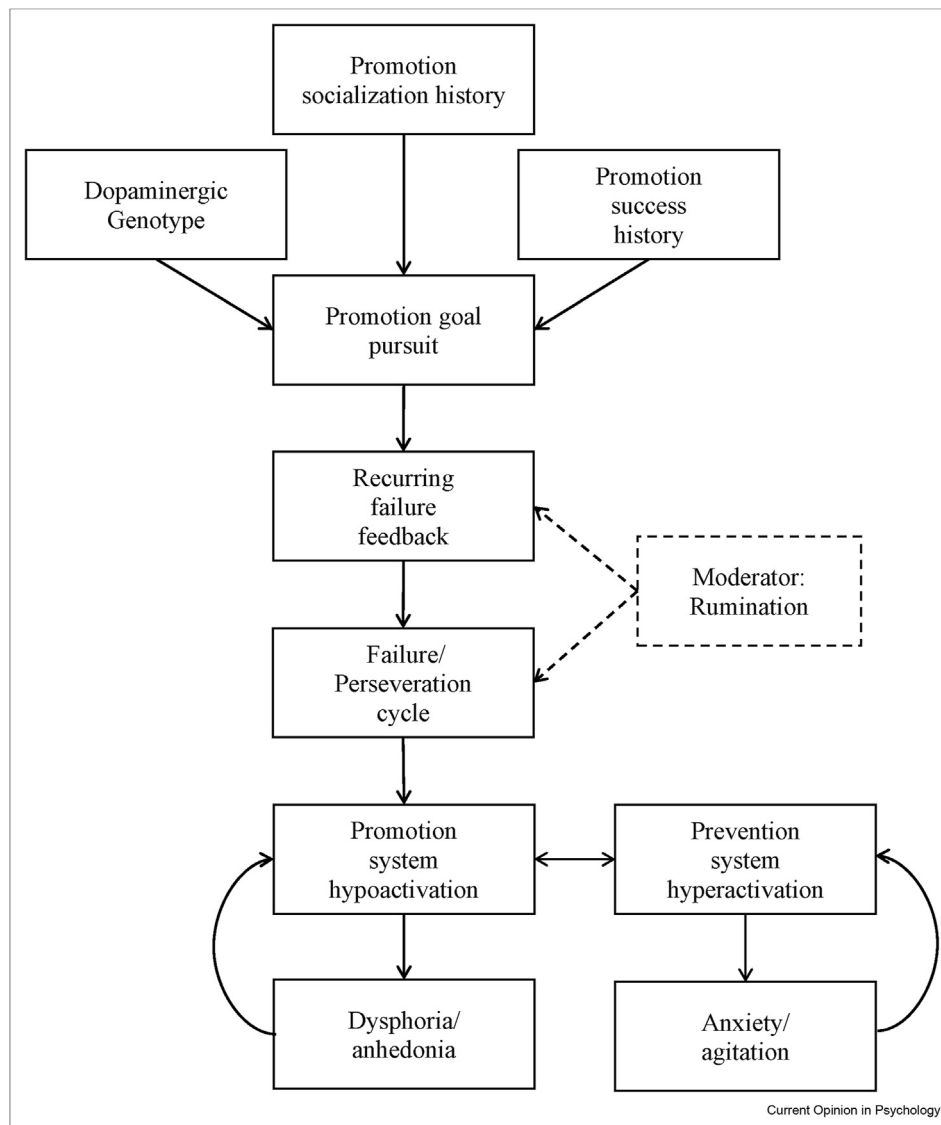 Promotion
socialization history
Dopaminergic
Genotype
Promotion
success
history
Promotion goal
pursuit
Recurring
failure
feedback
Moderator:
Rumination
Failure/
Perseveration
cycle
Promotion
system
hypoactivation
Prevention
system
hyperactivation
Dysphoria/
anhedonia
Anxiety/
agitation
Current Opinion in Psychology